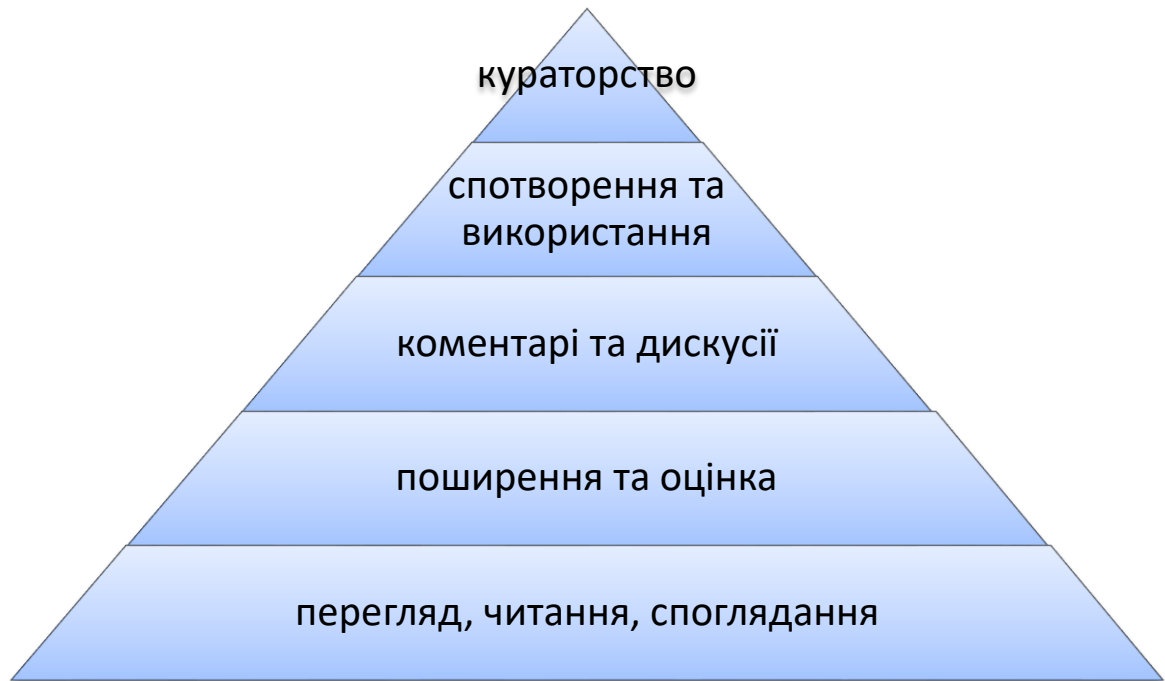 кураторство
спотворення та
використання
коментарі та дискусії
поширення та оцінка
перегляд, читання, споглядання